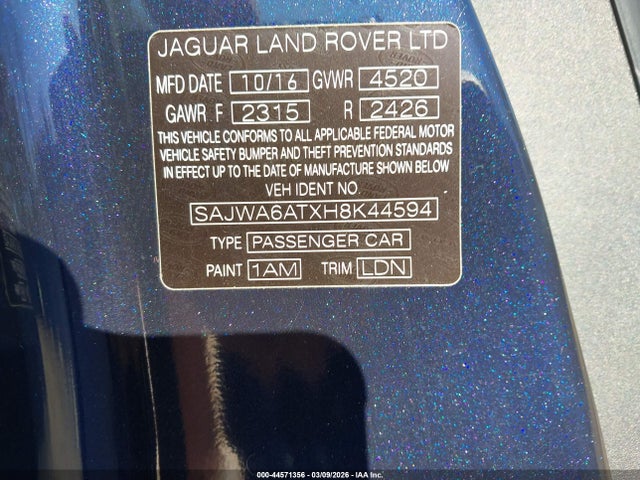 JAGUAR LAND ROVER LTD
MFD DATE 10/16 GVWR 4520
GAWR F 2315 R 2426
THIS VEHICLE CONFORMS TO ALL APPLICABLE FEDERAL MOTOR
VEHICLE SAFETY BUMPER AND THEFT PREVENTION STANDARDS
IN EFFECT UP TO THE DATE OF MANUFACTURE SHOWN BELOW
VEH IDENT NO.
SAJWA6ATXH8K44594
TYPE PASSENGER CAR
PAINT 1AM TRIM LDN
000-44571356 | 03/09/2026 - IAA Inc.